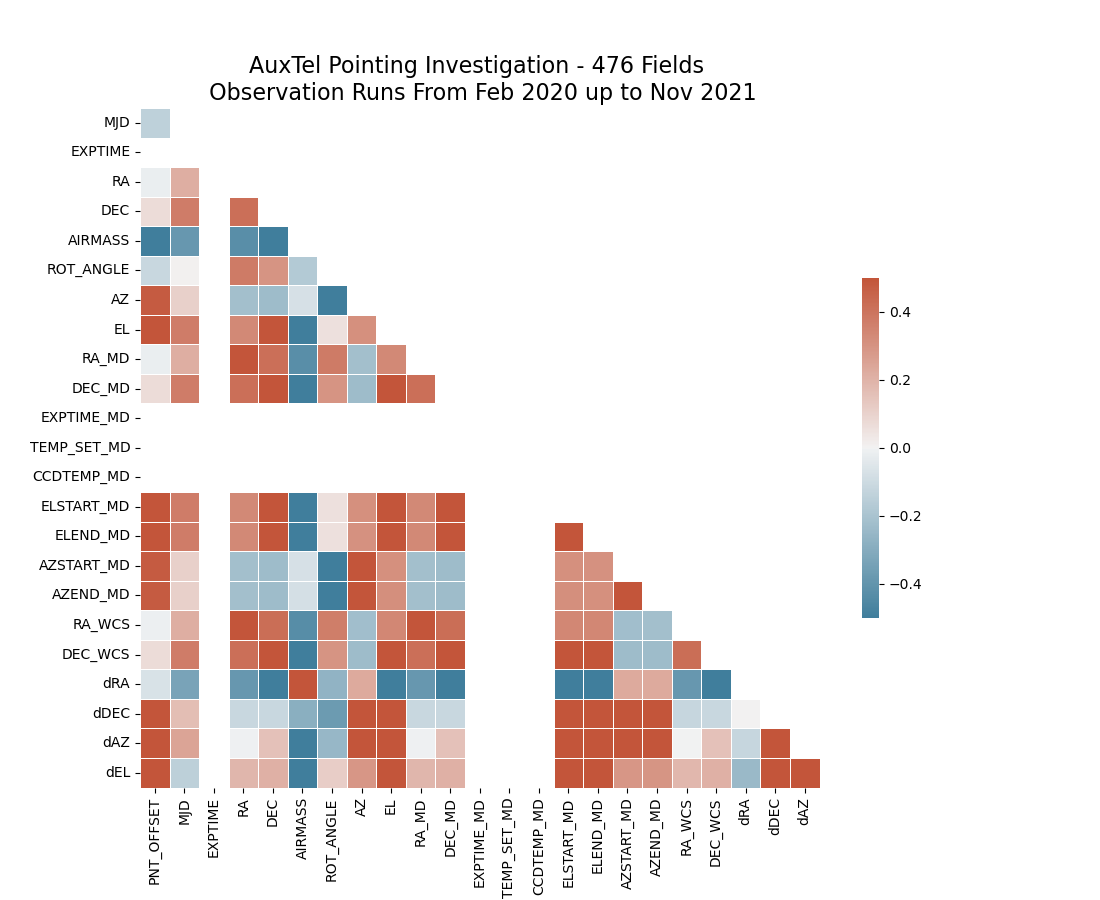 AuxTel Pointing Investigation - 476 Fields
Observation Runs From Feb 2020 up to Nov 2021
MJD
EXPTIME
RA
DEC
AIRMASS
ROT_ANGLE
AZ
EL
RA_MD
DEC_MD
EXPTIME_MD
TEMP_SET_MD
CCDTEMP_MD
ELSTART_MD
ELEND_MD
AZSTART_MD
AZEND_MD
RA_WCS
DEC_WCS
dRA
dDEC
dAZ
dEL
PNT_OFFSET
MJD
EXPTIME
RA
DEC
AIRMASS
ROT_ANGLE
AZ
EL
RA_MD
DEC_MD
EXPTIME_MD
TEMP_SET_MD
CCDTEMP_MD
ELSTART_MD
ELEND_MD
AZSTART_MD
AZEND_MD
RA_WCS
DEC_WCS
dRA
dDEC
dAZ
0.4
0.2
0.0
−0.2
−0.4